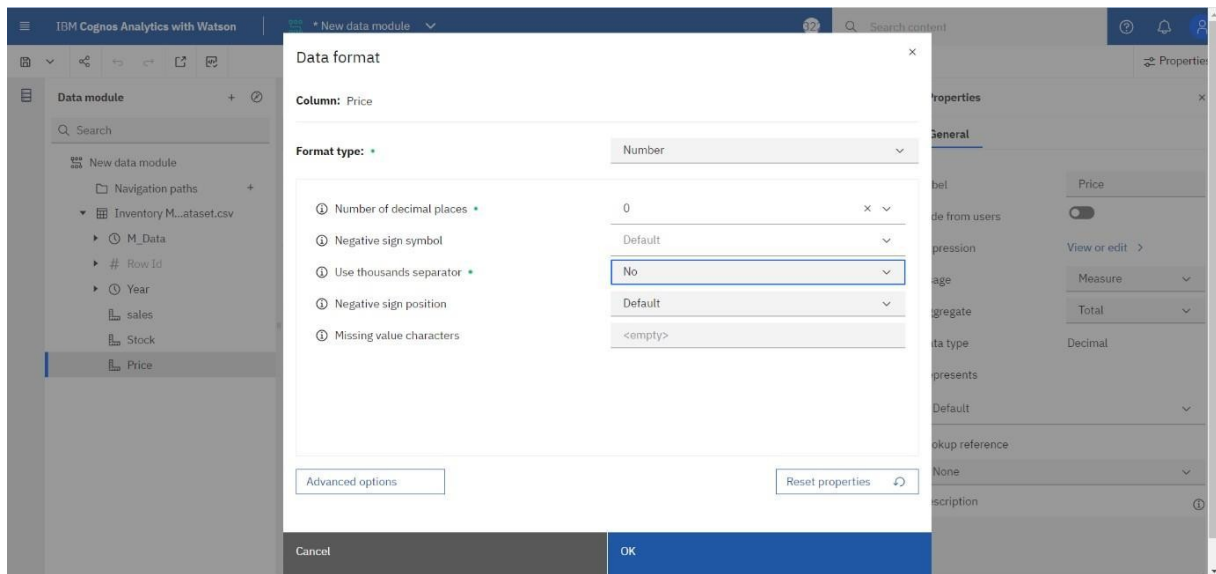 IBM Cognos Analytics with Watson
* New data module
32
Search content
Properties
Data module
Search
New data module
Navigation paths
Inventory M...ataset.csv
M_Data
# Row Id
Year
sales
Stock
Price
Data format
Column: Price
Format type:
Number
Number of decimal places
0
Negative sign symbol
Default
Use thousands separator
No
Negative sign position
Default
Missing value characters
<empty>
Advanced options
Reset properties
Cancel
OK
roperties
General
bel
Price
de from users
pression
View or edit >
age
Measure
gregate
Total
ta type
Decimal
presents
Default
okup reference
None
scription